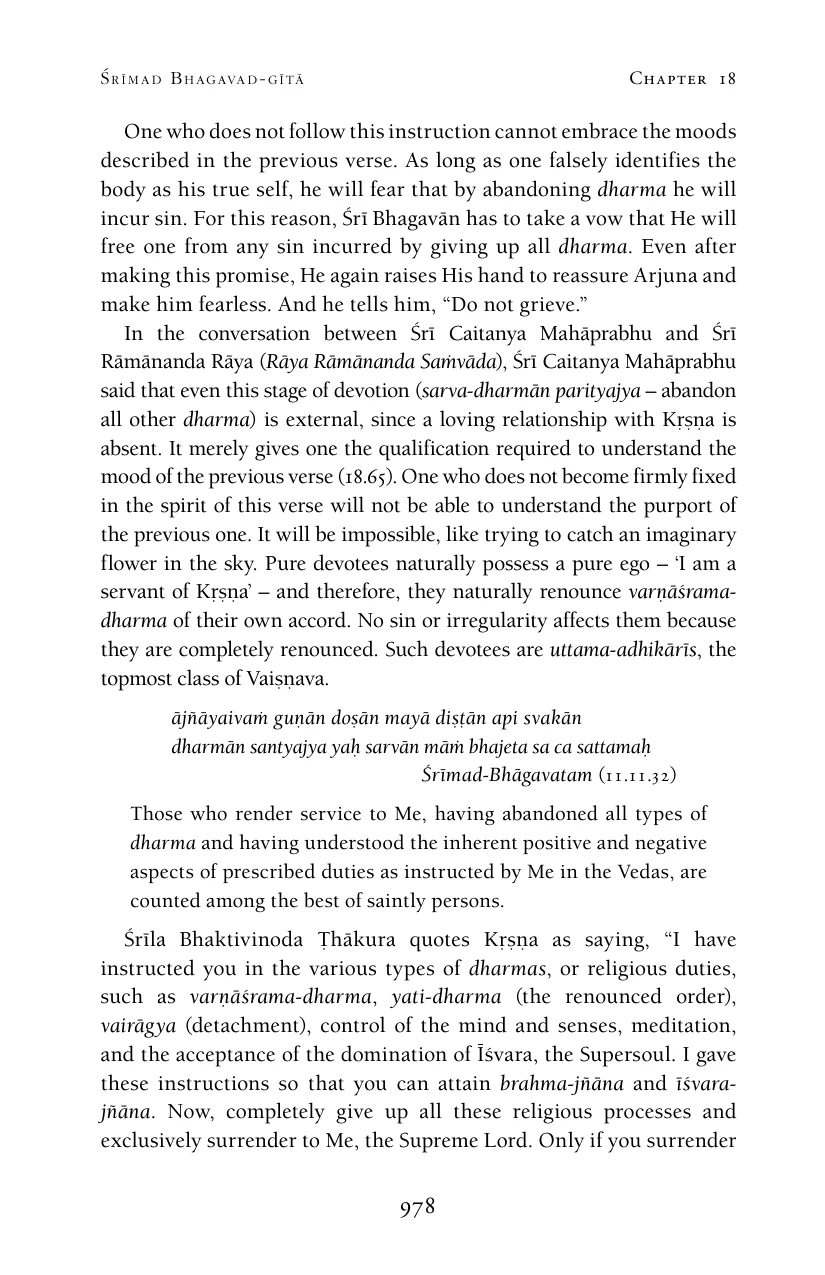 Śrīmad Bhagavad-gītā Chapter 18
One who does not follow this instruction cannot embrace the moods
described in the previous verse. As long as one falsely identifies the
body as his true self, he will fear that by abandoning dharma he will
incur sin. For this reason, Śrī Bhagavān has to take a vow that He will
free one from any sin incurred by giving up all dharma. Even after
making this promise, He again raises His hand to reassure Arjuna and
make him fearless. And he tells him, “Do not grieve.”
In the conversation between Śrī Caitanya Mahāprabhu and Śrī
Rāmānanda Rāya (Rāya Rāmānanda Saṁvāda), Śrī Caitanya Mahāprabhu
said that even this stage of devotion (sarva-dharmān parityajya – abandon
all other dharma) is external, since a loving relationship with Kṛṣṇa is
absent. It merely gives one the qualification required to understand the
mood of the previous verse (18.65). One who does not become firmly fixed
in the spirit of this verse will not be able to understand the purport of
the previous one. It will be impossible, like trying to catch an imaginary
flower in the sky. Pure devotees naturally possess a pure ego – ‘I am a
servant of Kṛṣṇa’ – and therefore, they naturally renounce varṇāśrama-
dharma of their own accord. No sin or irregularity affects them because
they are completely renounced. Such devotees are uttama-adhikārīs, the
topmost class of Vaiṣṇava.
ājñāyaivaṁ guṇān doṣān mayā diṣṭān api svakān
dharmān santyajya yaḥ sarvān māṁ bhajeta sa ca sattamaḥ
Śrīmad-Bhāgavatam (11.11.32)
Those who render service to Me, having abandoned all types of
dharma and having understood the inherent positive and negative
aspects of prescribed duties as instructed by Me in the Vedas, are
counted among the best of saintly persons.
Śrīla Bhaktivinoda Ṭhākura quotes Kṛṣṇa as saying, “I have
instructed you in the various types of dharmas, or religious duties,
such as varṇāśrama-dharma, yati-dharma (the renounced order),
vairāgya (detachment), control of the mind and senses, meditation,
and the acceptance of the domination of Īśvara, the Supersoul. I gave
these instructions so that you can attain brahma-jñāna and īśvara-
jñāna. Now, completely give up all these religious processes and
exclusively surrender to Me, the Supreme Lord. Only if you surrender
978